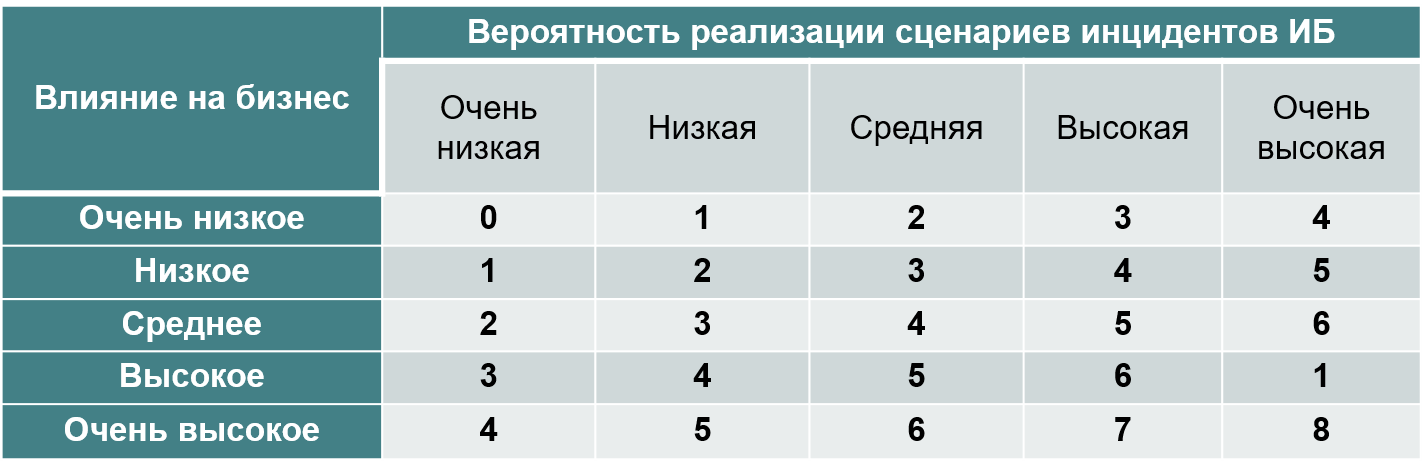 Влияние на бизнес
Вероятность реализации сценариев инцидентов ИБ
Очень низкая
Низкая
Средняя
Высокая
Очень высокая
Очень низкое 0 1 2 3 4
Низкое 1 2 3 4 5
Среднее 2 3 4 5 6
Высокое 3 4 5 6 1
Очень высокое 4 5 6 7 8